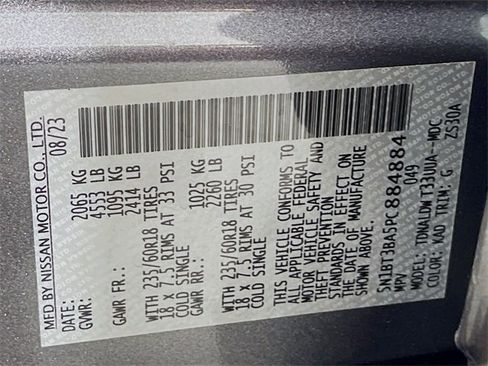 MFD BY NISSAN MOTOR CO., LTD.
DATE: 08/23
GVWR: 2065 KG
4553 LB
GAWR FR.: 1095 KG
2414 LB
WITH 235/60R18 TIRES
18 x 7.5 RIMS AT 33 PSI
COLD SINGLE
GAWR RR.: 1025 KG
2260 LB
WITH 235/60R18 TIRES
18 x 7.5 RIMS AT 30 PSI
COLD SINGLE
THIS VEHICLE CONFORMS TO
ALL APPLICABLE FEDERAL
MOTOR VEHICLE SAFETY AND
THEFT PREVENTION
STANDARDS IN EFFECT ON
THE DATE OF MANUFACTURE
SHOWN ABOVE.
5N1BT3BA5PC884884
MPV 049
MODEL: TDNALDW T33UUA--MDC
COLOR: KAD TRIM: G ZS30A